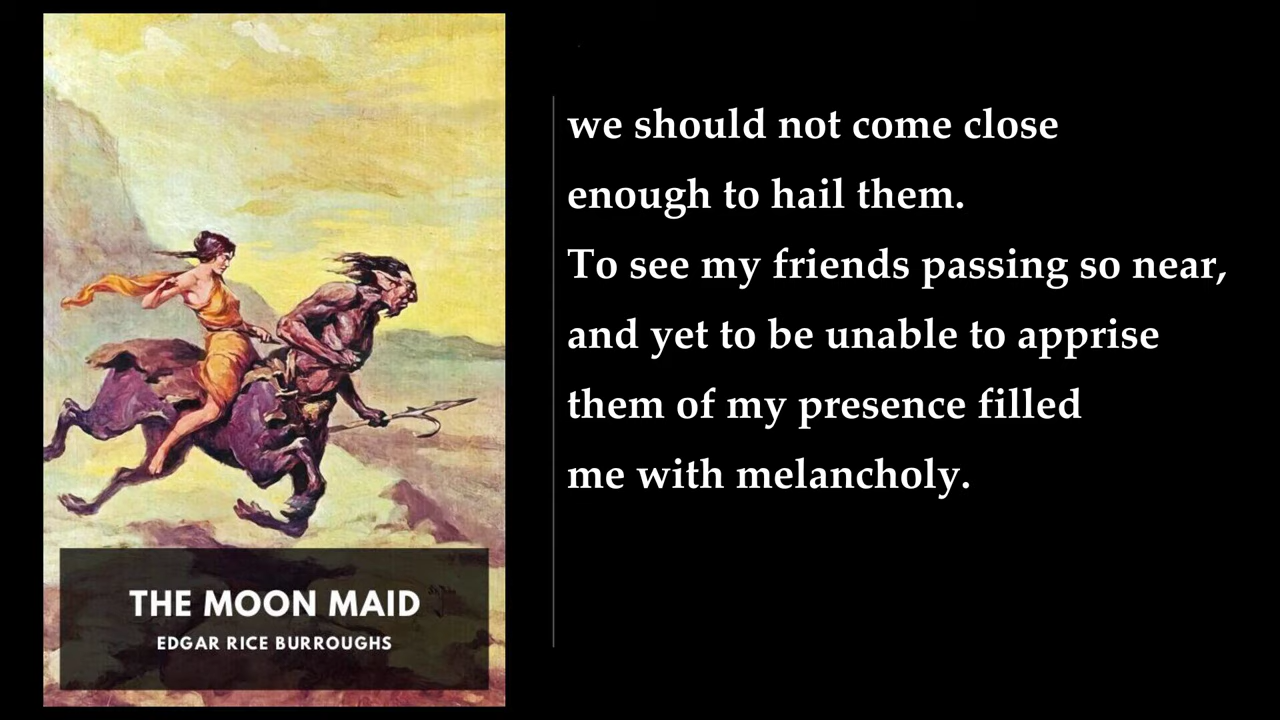 THE MOON MAID
EDGAR RICE BURROUGHS
we should not come close
enough to hail them.
To see my friends passing so near,
and yet to be unable to apprise
them of my presence filled
me with melancholy.